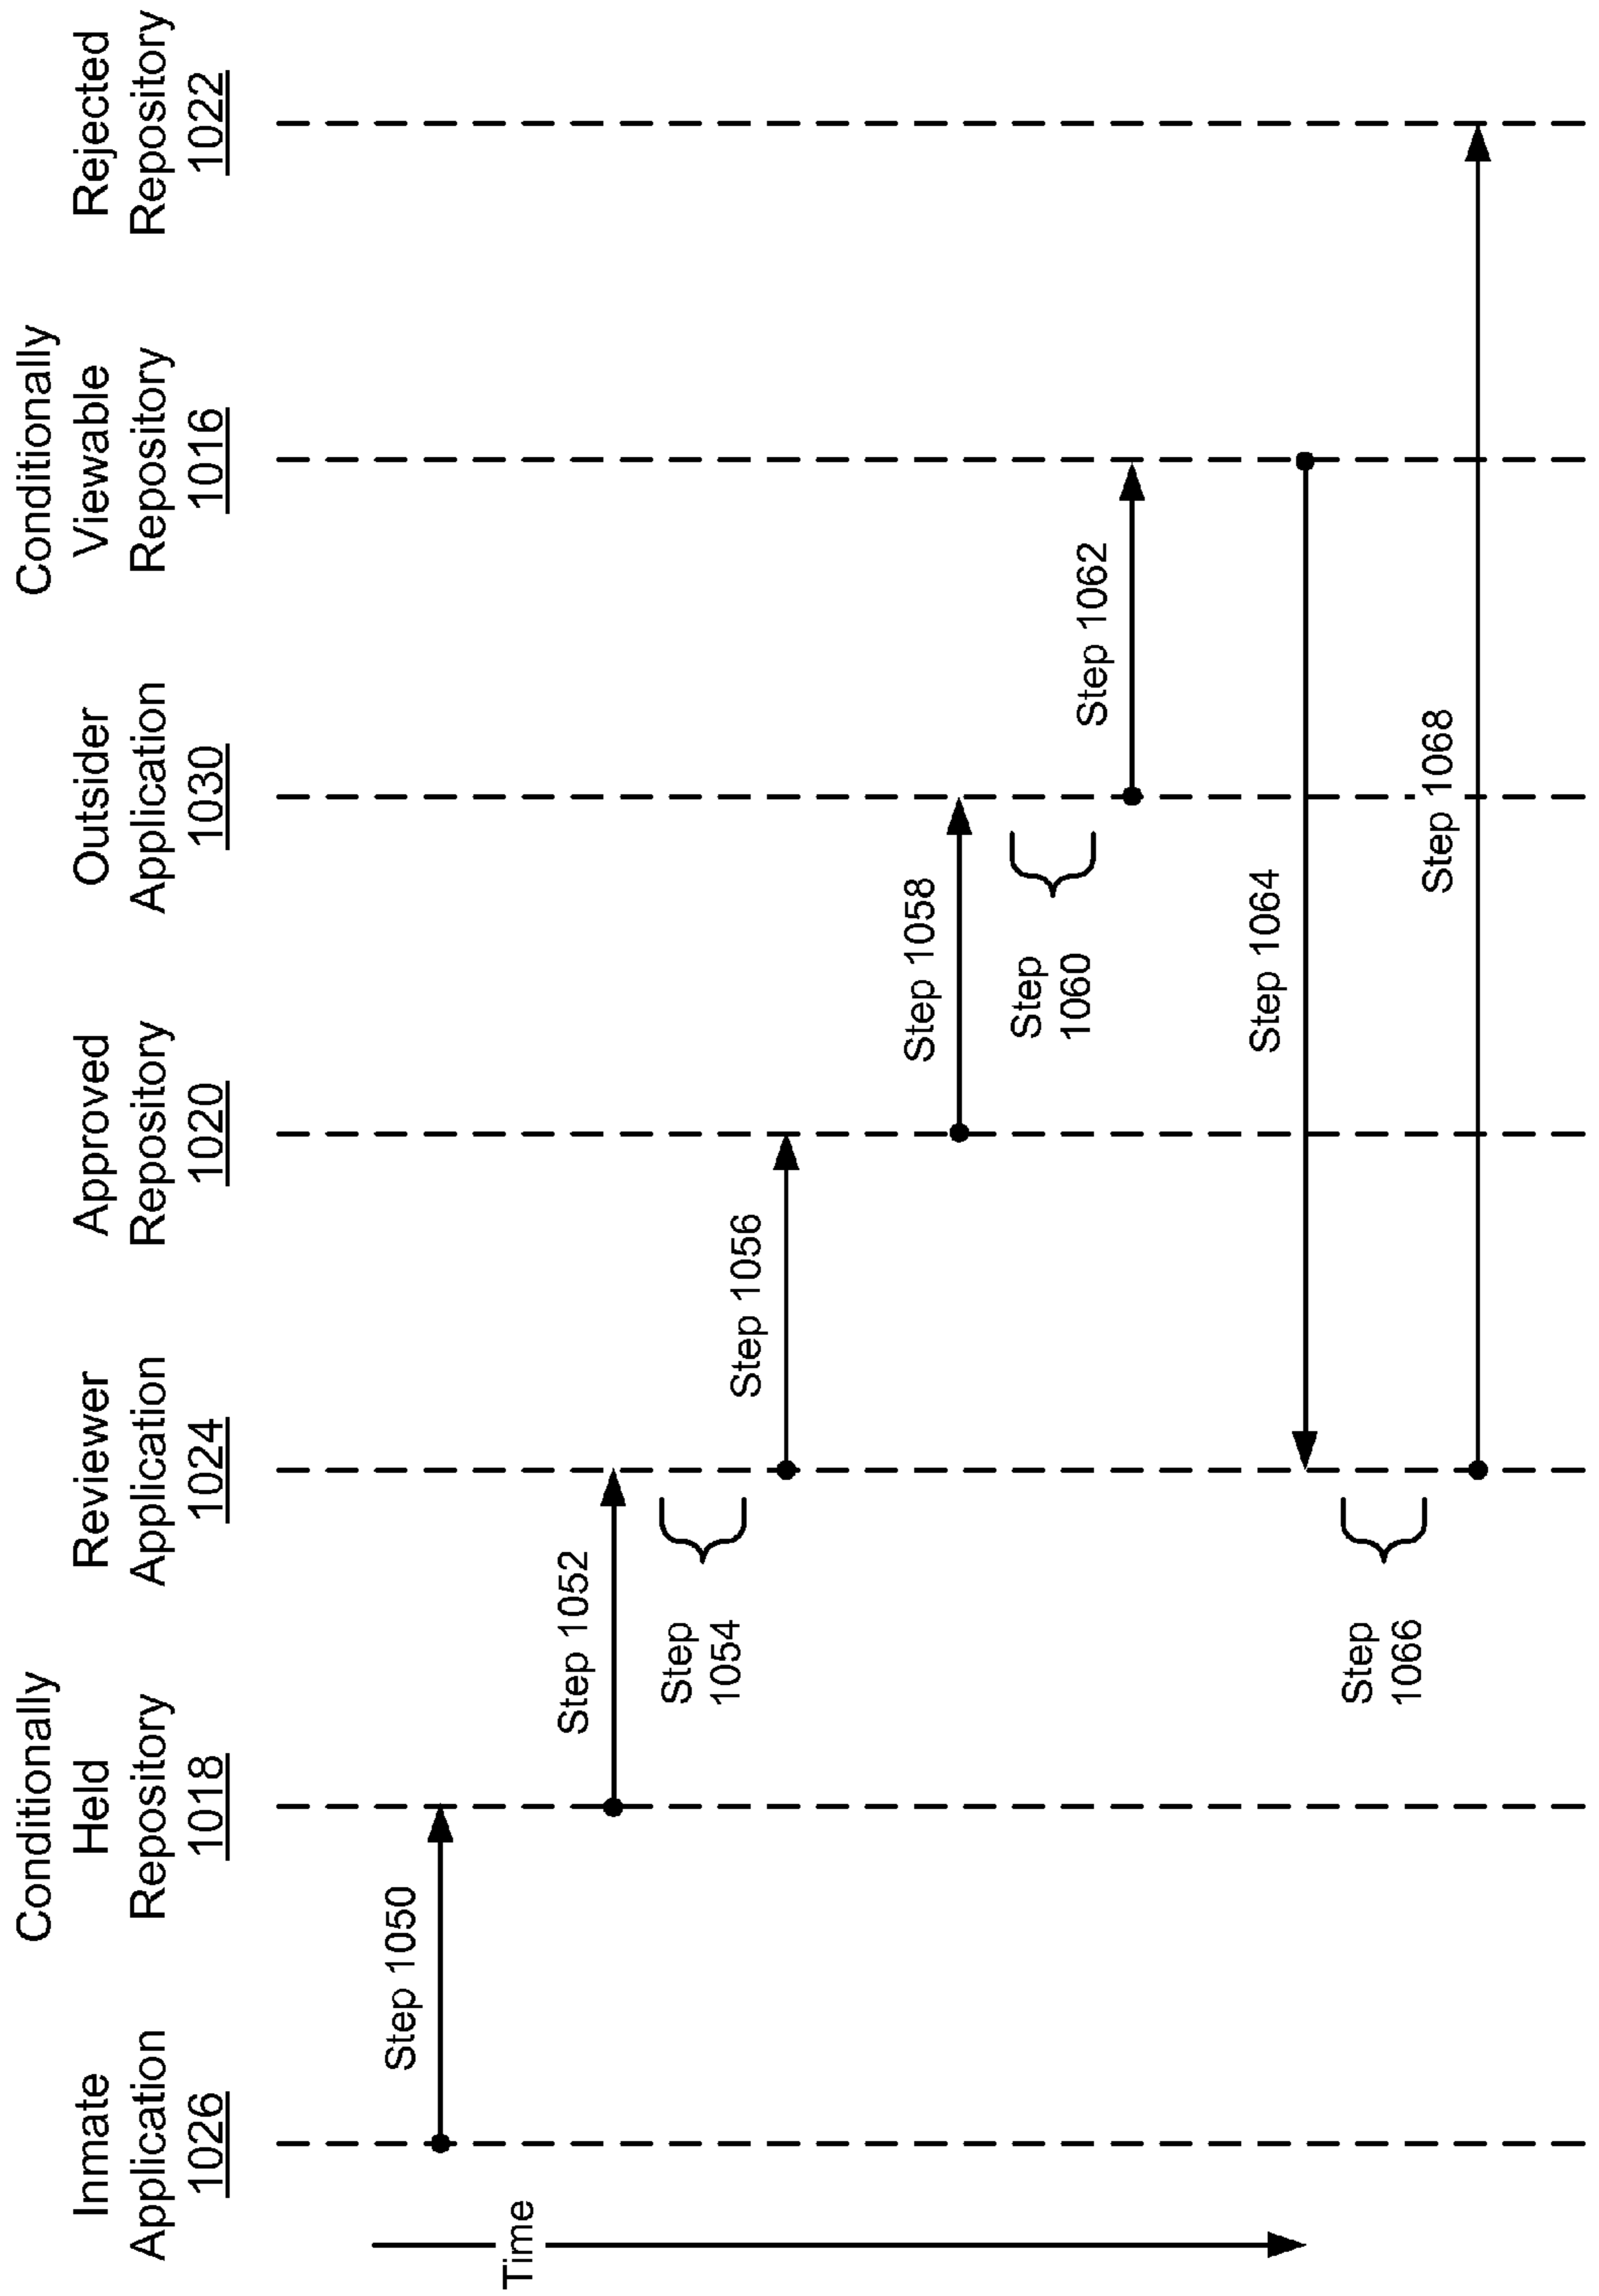 Inmate
Application
1026
Conditionally
Held
Repository
1018
Reviewer
Application
1024
Approved
Repository
1020
Outsider
Application
1030
Conditionally
Viewable
Repository
1016
Rejected
Repository
1022
Time
Step 1050
Step 1052
Step
1054
Step 1056
Step 1058
Step
1060
Step 1062
Step 1064
Step
1066
Step 1068